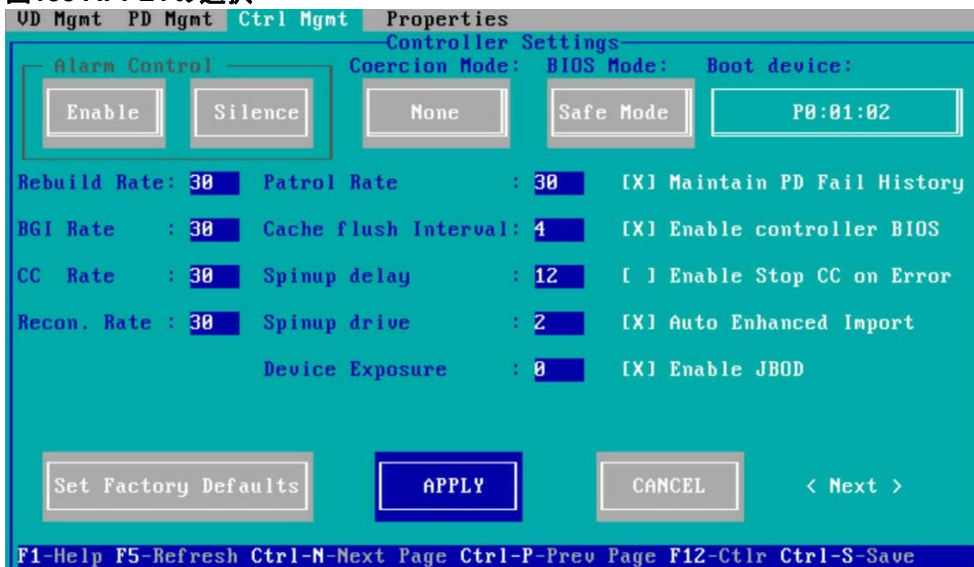 VD Mgmt PD Mgmt Ctrl Mgmt Properties
Controller Settings
Alarm Control Coercion Mode: BIOS Mode: Boot device:
Enable Silence None Safe Mode P0:01:02
Rebuild Rate: 30 Patrol Rate : 30 [X] Maintain PD Fail History
BGI Rate : 30 Cache flush Interval: 4 [X] Enable controller BIOS
CC Rate : 30 Spinup delay : 12 [ ] Enable Stop CC on Error
Recon. Rate : 30 Spinup drive : 2 [X] Auto Enhanced Import
Device Exposure : 0 [X] Enable JBOD
Set Factory Defaults APPLY CANCEL < Next >
F1-Help F5-Refresh Ctrl-N-Next Page Ctrl-P-Prev Page F12-Ctlr Ctrl-S-Save